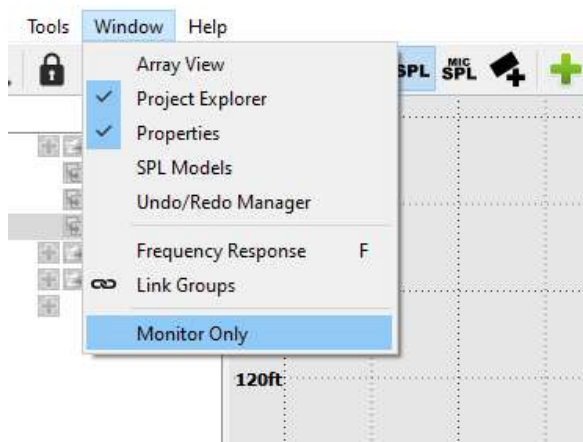 Tools Window Help
Array View
SPL MIC SPL
Project Explorer
Properties
SPL Models
Undo/Redo Manager
Frequency Response F
Link Groups
Monitor Only
120ft